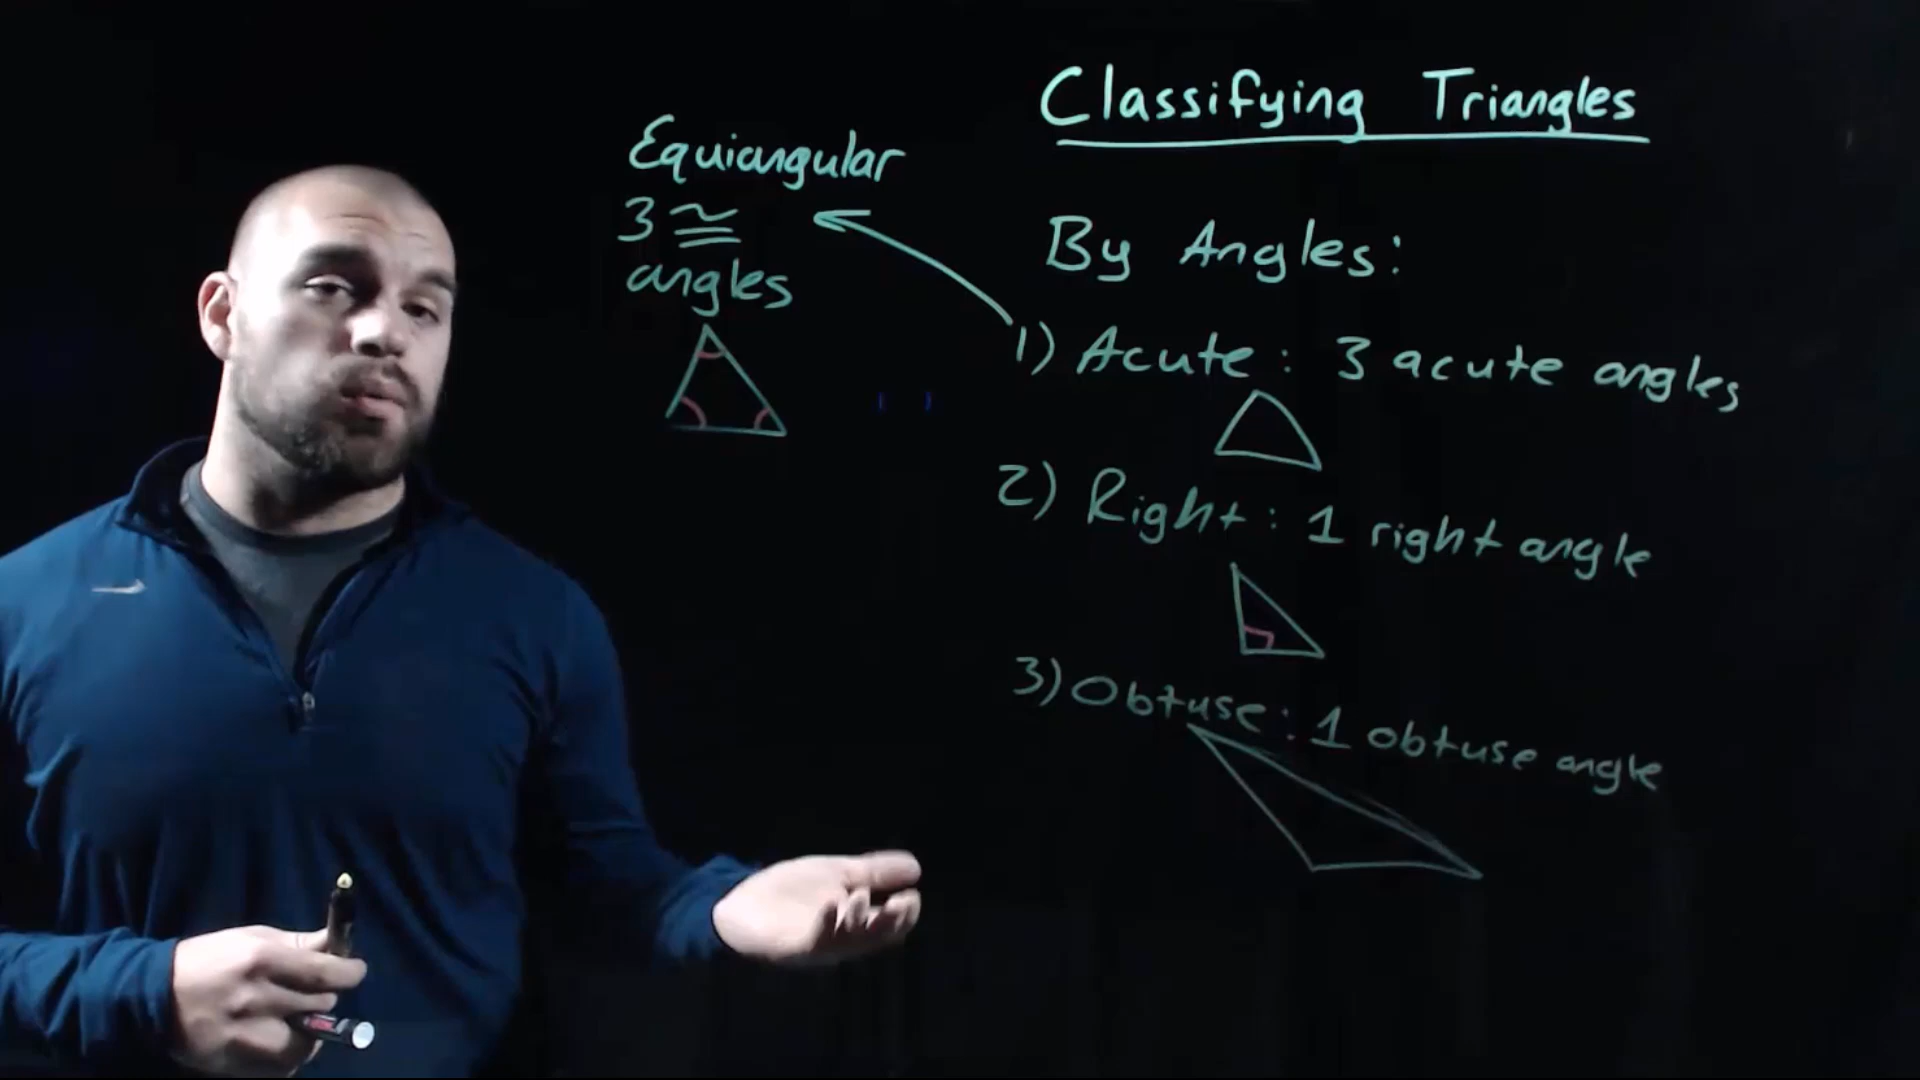 Classifying Triangles
Equiangular
3 ≅
angles
By Angles:
1) Acute: 3 acute angles
2) Right: 1 right angle
3) Obtuse: 1 obtuse angle